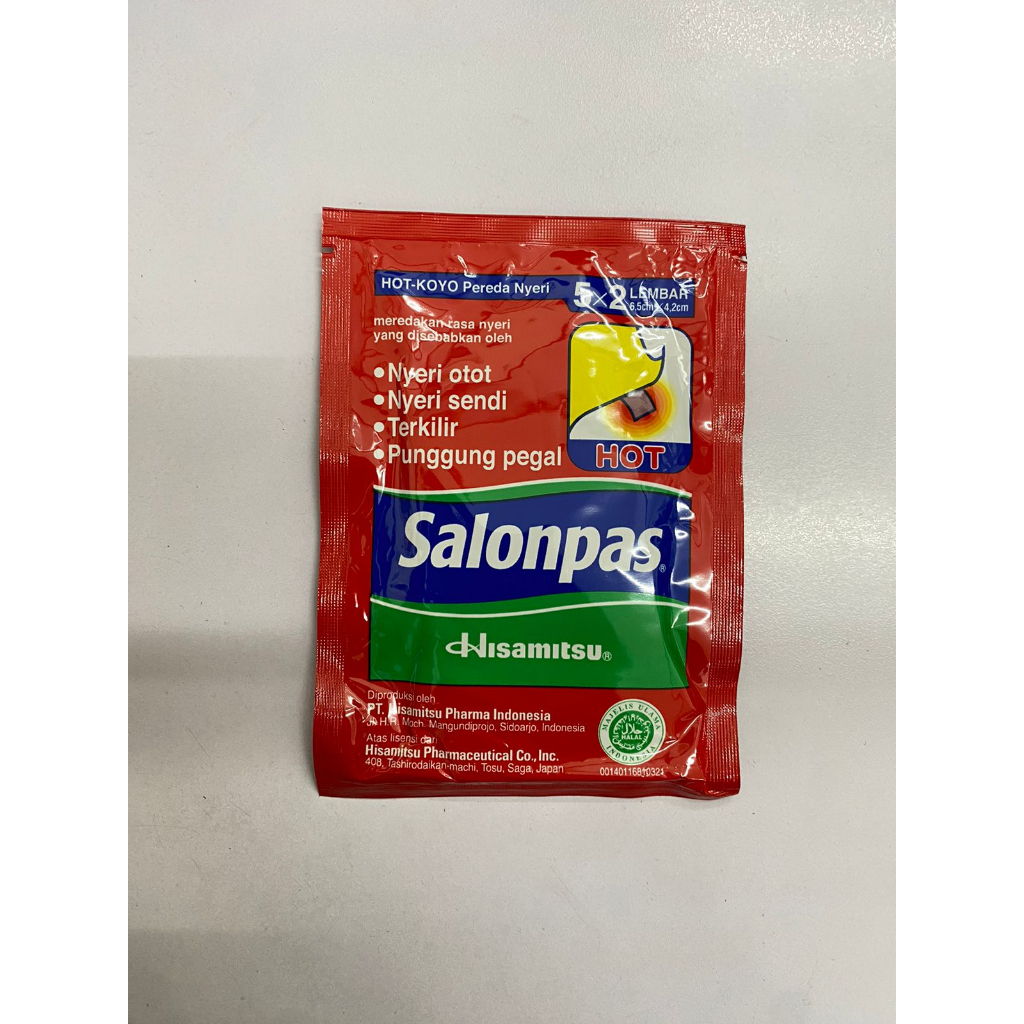 HOT-KOYO Pereda Nyeri
5x2 LEMBAR
6,5cm x 4,2cm
meredakan rasa nyeri
yang disebabkan oleh
•Nyeri otot
•Nyeri sendi
•Terkilir
•Punggung pegal
HOT
Salonpas®
Hisamitsu®
Diproduksi oleh
PT. Hisamitsu Pharma Indonesia
Jl. H.R. Moch. Mangundiprojo, Sidoarjo, Indonesia
Atas lisensi dari
Hisamitsu Pharmaceutical Co., Inc.
408, Tashirodaikan-machi, Tosu, Saga, Japan
MAJELIS ULAMA
حلال
HALAL
INDONESIA
00140116810321